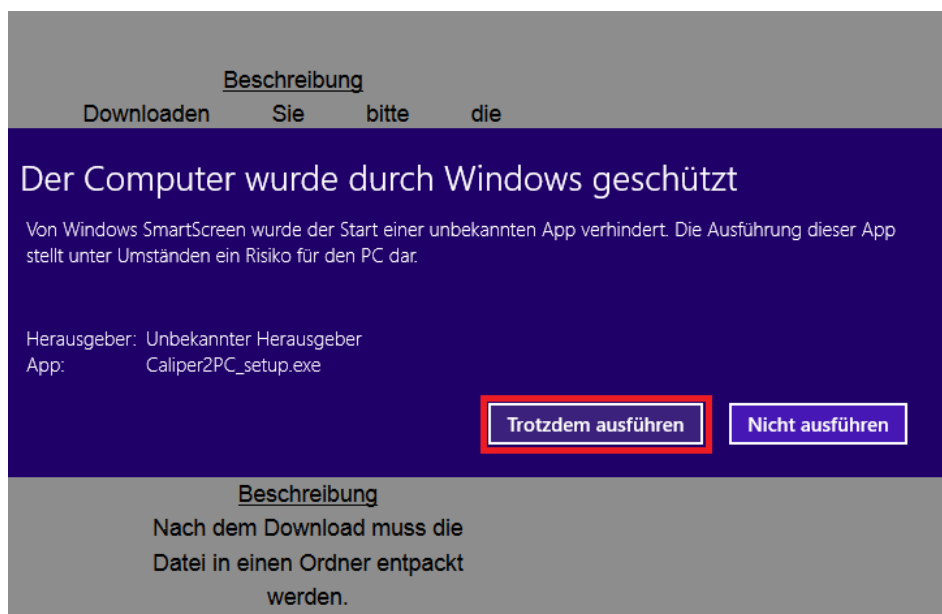 Beschreibung
Downloaden Sie bitte die
Der Computer wurde durch Windows geschützt
Von Windows SmartScreen wurde der Start einer unbekannten App verhindert. Die Ausführung dieser App
stellt unter Umständen ein Risiko für den PC dar.
Herausgeber: Unbekannter Herausgeber
App: Caliper2PC_setup.exe
Trotzdem ausführen
Nicht ausführen
Beschreibung
Nach dem Download muss die
Datei in einen Ordner entpackt
werden.